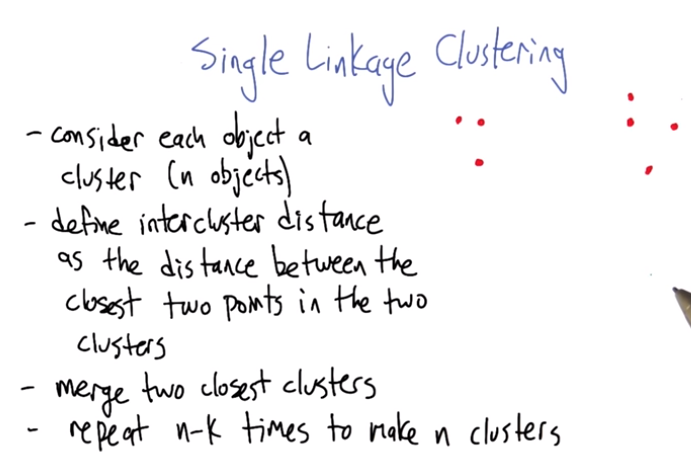 Single Linkage Clustering
- consider each object a
cluster (n objects)
- define intercluster distance
as the distance between the
closest two points in the two
clusters
- merge two closest clusters
- repeat n-k times to make n clusters